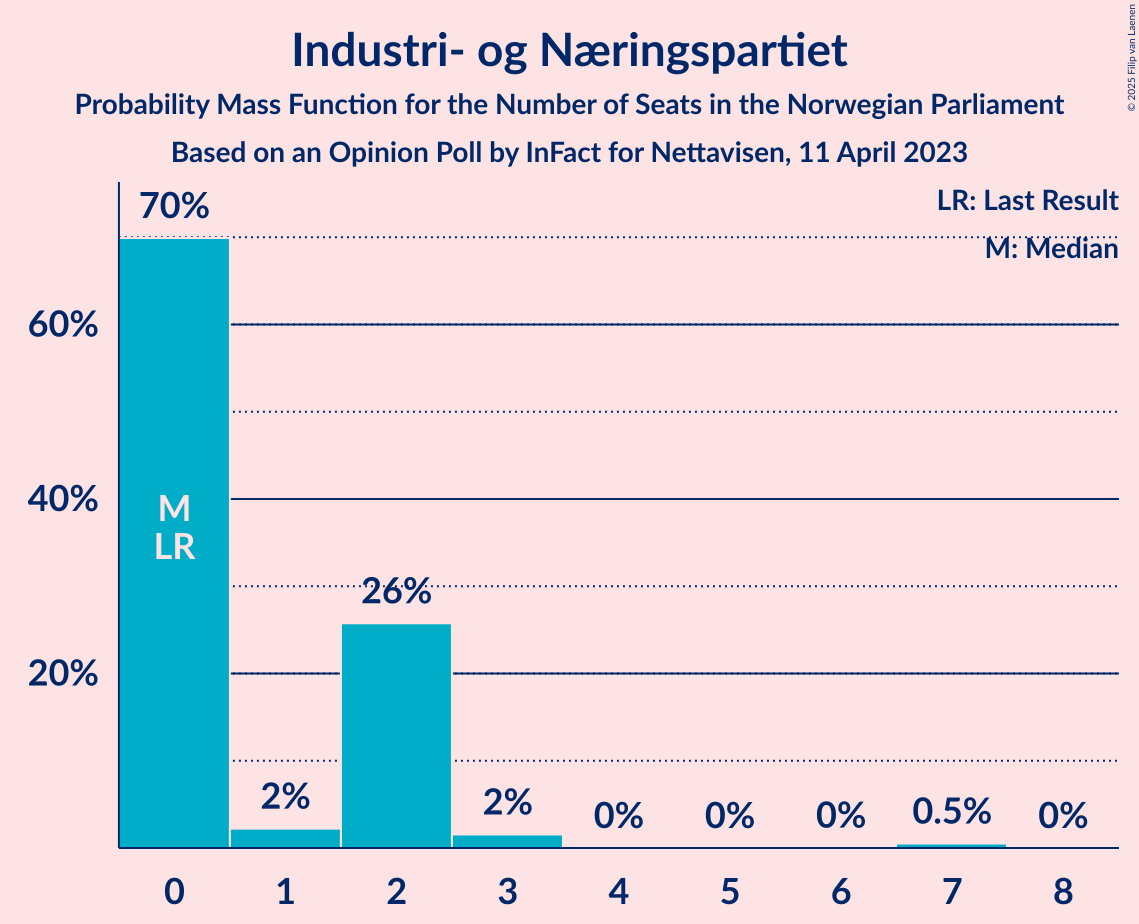 Industri- og Næringspartiet
Probability Mass Function for the Number of Seats in the Norwegian Parliament
Based on an Opinion Poll by InFact for Nettavisen, 11 April 2023
© 2025 Filip van Laenen
LR: Last Result
M: Median
70%
60%
40%
20%
M
LR
26%
2%
2%
0%
0%
0%
0.5%
0%
0 1 2 3 4 5 6 7 8